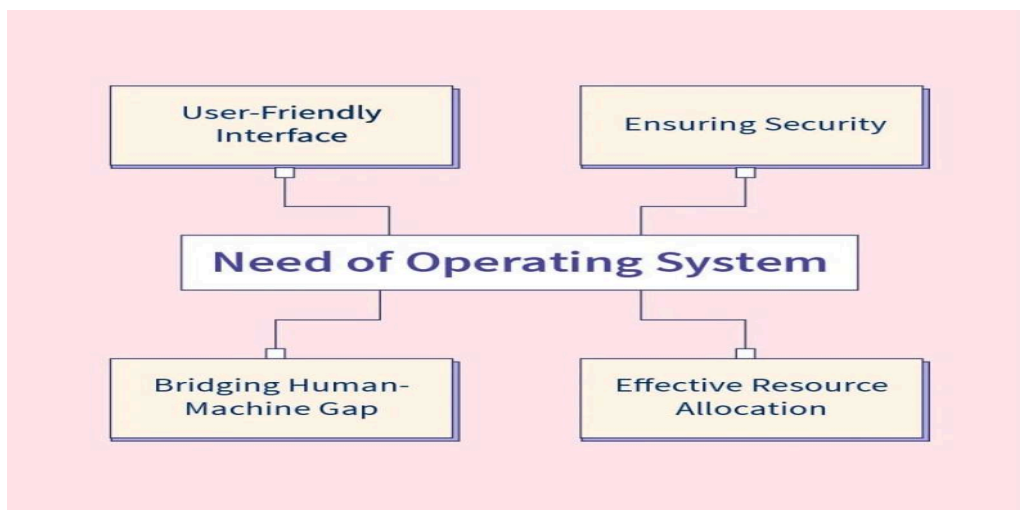 User-Friendly
Interface
Ensuring Security
Need of Operating System
Bridging Human-
Machine Gap
Effective Resource
Allocation